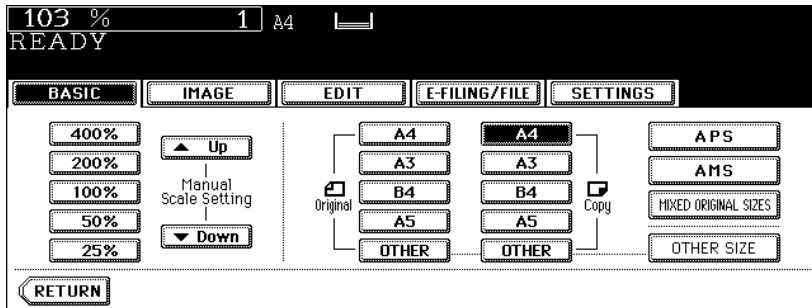 103 % 1 A4
READY
BASIC IMAGE EDIT E-FILING/FILE SETTINGS
400% ▲ Up A4 A4 APS
200% A3 A3 AMS
100% Manual Scale Setting Original B4 B4 Copy MIXED ORIGINAL SIZES
50% A5 A5
25% ▼ Down OTHER OTHER OTHER SIZE
RETURN